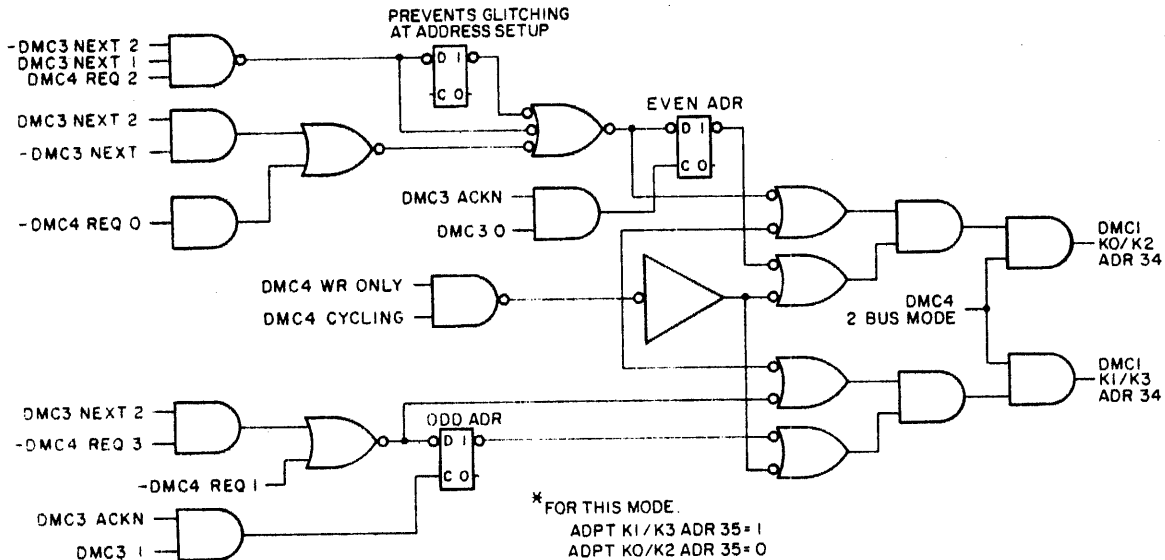 PREVENTS GLITCHING
AT ADDRESS SETUP
-DMC3 NEXT 2
DMC3 NEXT 1
DMC4 REQ 2
D 1
C 0
DMC3 NEXT 2
-DMC3 NEXT
EVEN ADR
D 1
C 0
-DMC4 REQ 0
DMC3 ACKN
DMC3 0
DMC4 WR ONLY
DMC4 CYCLING
DMC1
K0/K2
ADR 34
DMC4
2 BUS MODE
DMC1
K1/K3
ADR 34
DMC3 NEXT 2
-DMC4 REQ 3
ODD ADR
D 1
C 0
-DMC4 REQ 1
DMC3 ACKN
DMC3 1
*FOR THIS MODE.
ADPT K1/K3 ADR 35=1
ADPT K0/K2 ADR 35=0